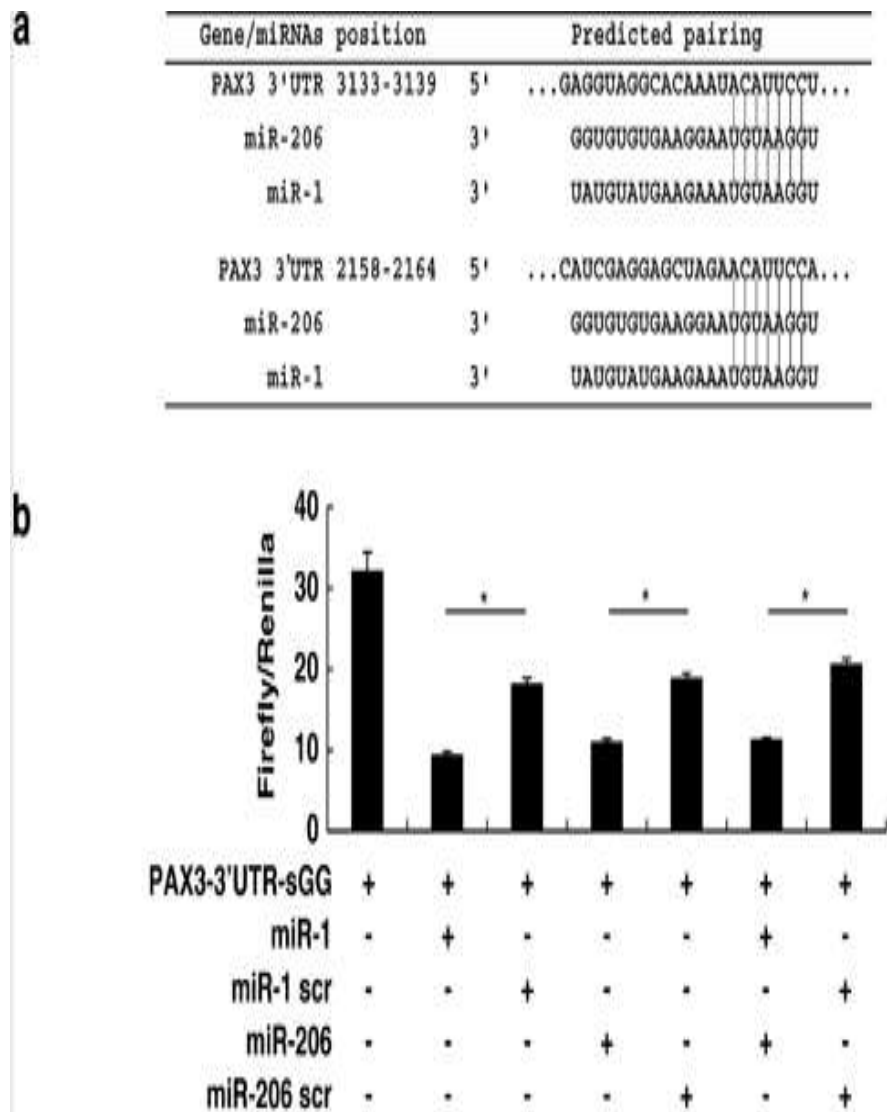 a
Gene/miRNAs position Predicted pairing
PAX3 3'UTR 3133-3139 5' ...GAGGUAGGCACAAAUACAUUCCU...
miR-206 3' GGUGUGUGAAGGAAUGUAAGGU
miR-1 3' UAUGUAUGAAGAAAUGUAAGGU
PAX3 3'UTR 2158-2164 5' ...CAUCGAGGAGCUAGAACAUUCCA...
miR-206 3' GGUGUGUGAAGGAAUGUAAGGU
miR-1 3' UAUGUAUGAAGAAAUGUAAGGU
b
Firefly/Renilla
40
30
20
10
0
* * *
PAX3-3'UTR-sGG + + + + + + +
miR-1 - + - - - + -
miR-1 scr - - + - - - +
miR-206 - - - + - + -
miR-206 scr - - - - + - +